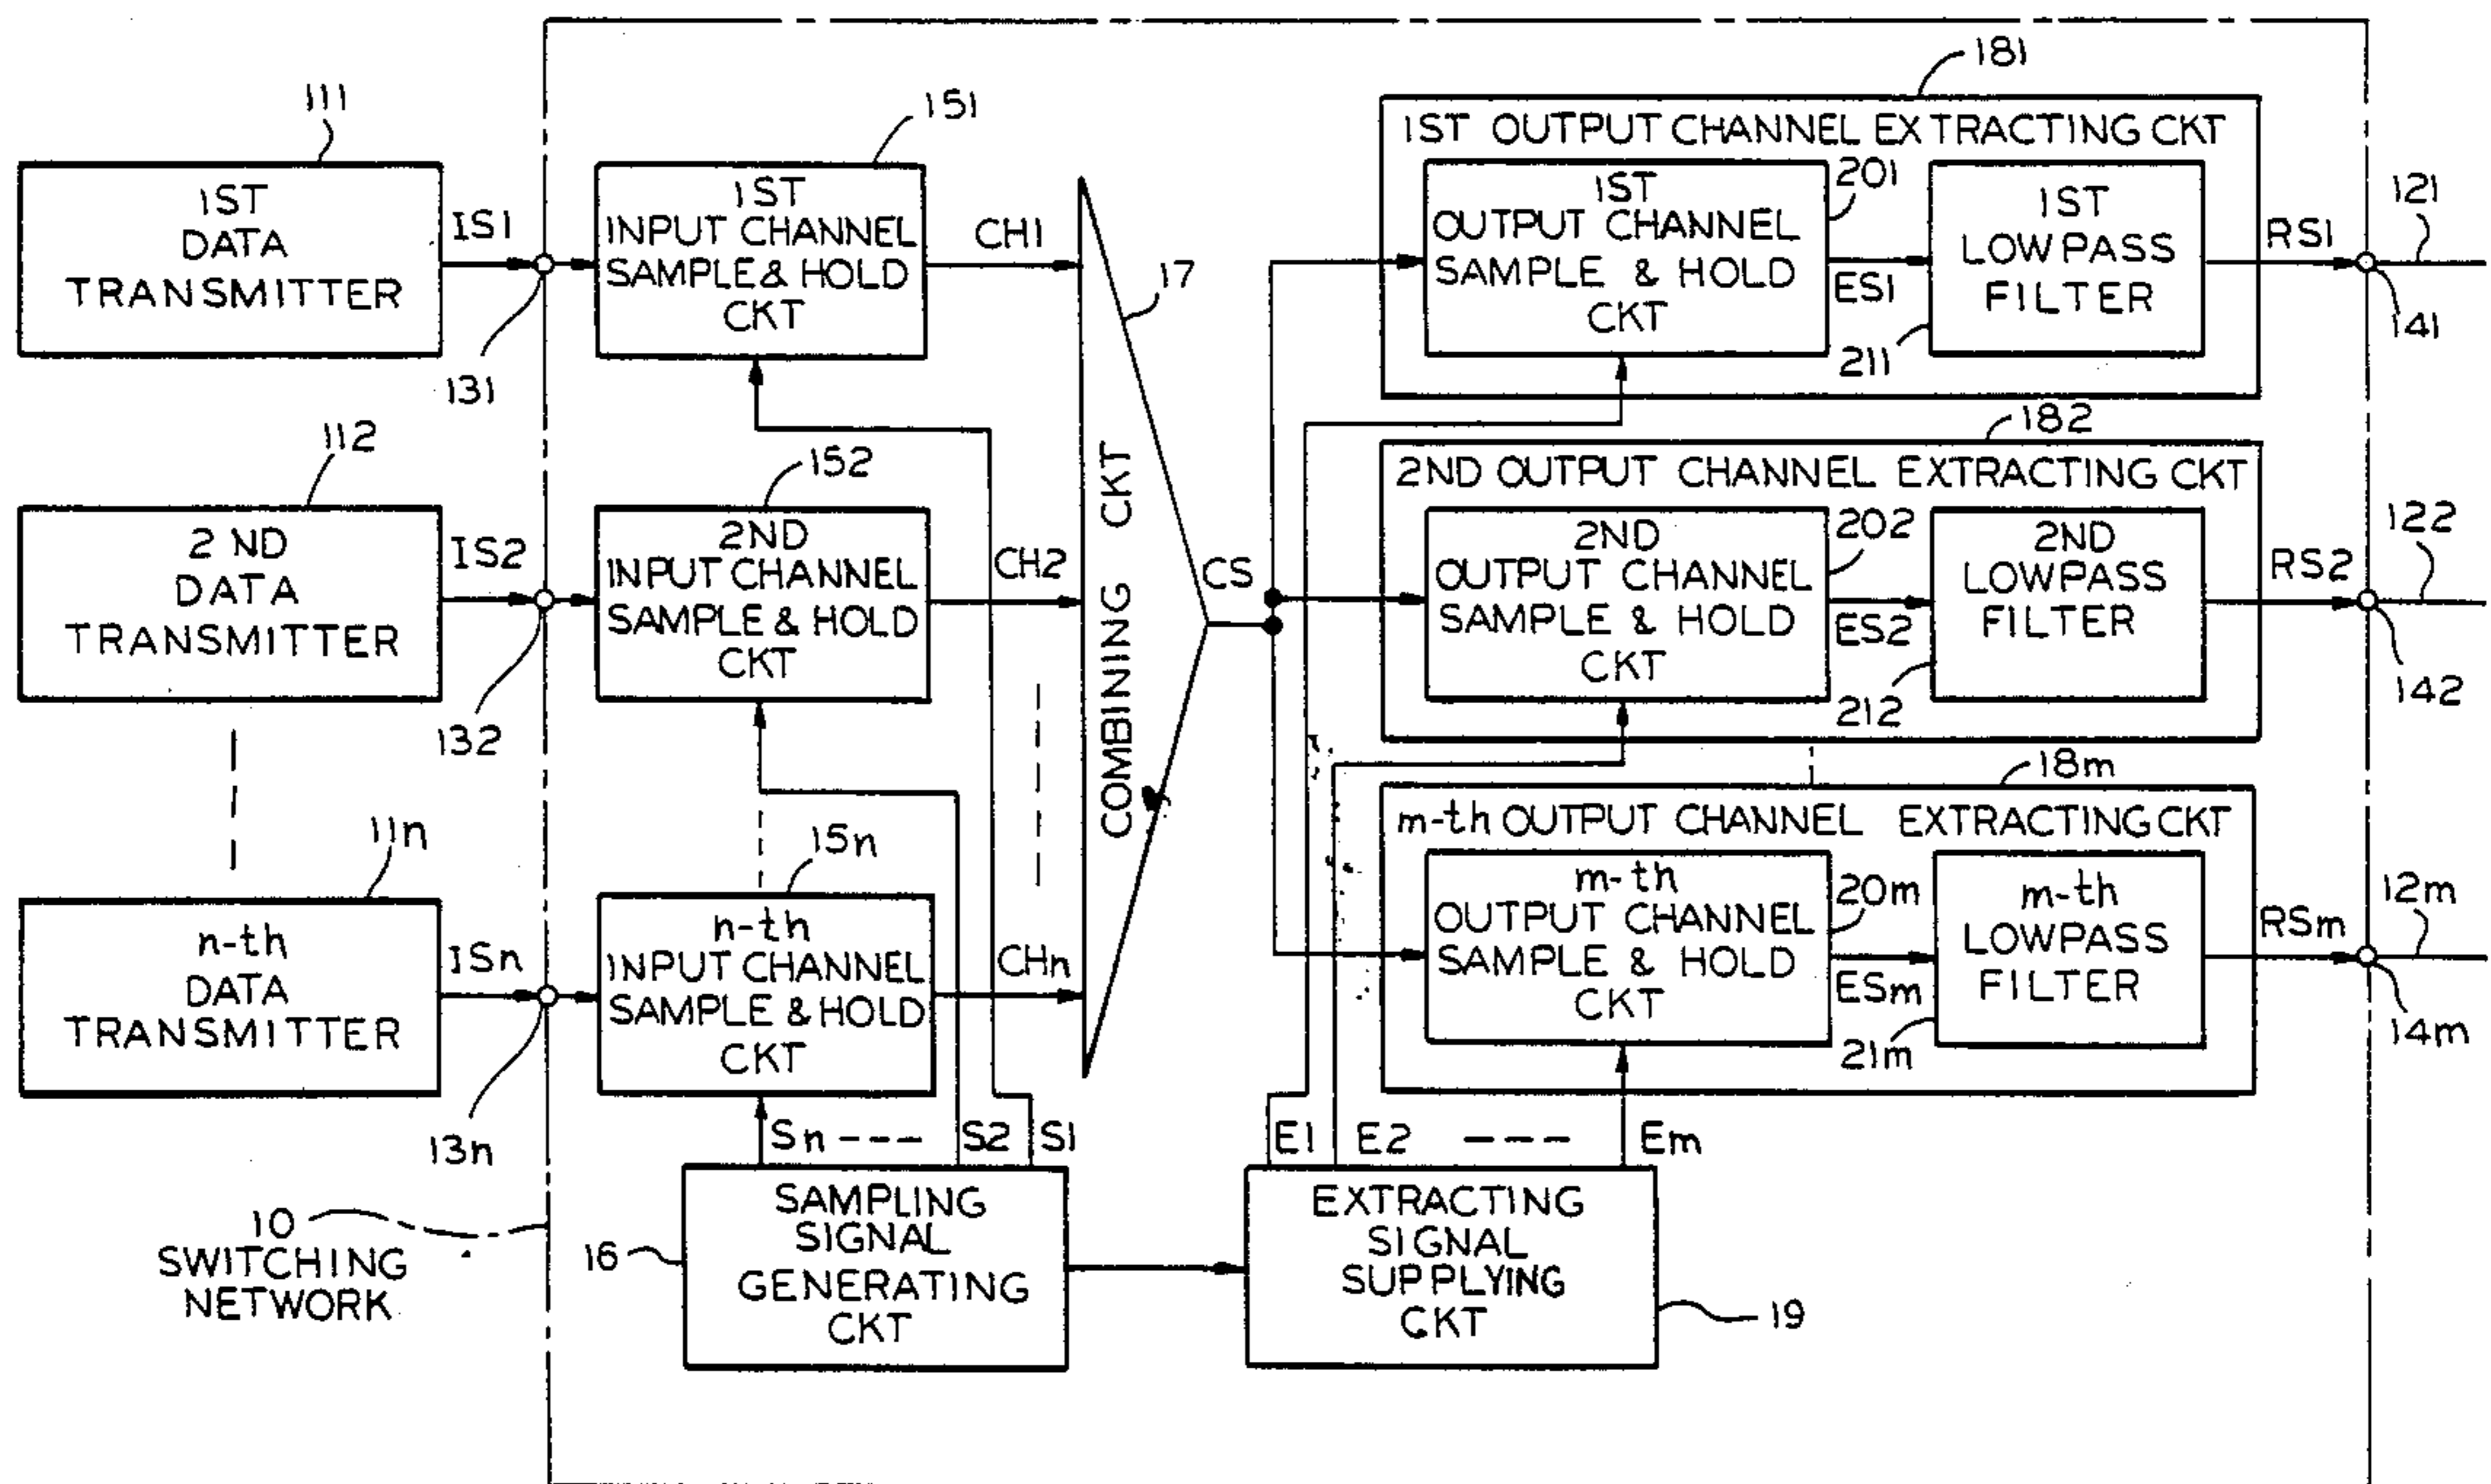 111
1ST
DATA
TRANSMITTER
IS1
131
151
1ST
INPUT CHANNEL
SAMPLE & HOLD
CKT
CH1
112
2ND
DATA
TRANSMITTER
IS2
132
152
2ND
INPUT CHANNEL
SAMPLE & HOLD
CKT
CH2
11n
n-th
DATA
TRANSMITTER
ISn
13n
15n
n-th
INPUT CHANNEL
SAMPLE & HOLD
CKT
CHn
COMBINING CKT
17
CS
181
1ST OUTPUT CHANNEL EXTRACTING CKT
1ST
OUTPUT CHANNEL
SAMPLE & HOLD
CKT
201
ES1
1ST
LOWPASS
FILTER
211
RS1
121
141
182
2ND OUTPUT CHANNEL EXTRACTING CKT
2ND
OUTPUT CHANNEL
SAMPLE & HOLD
CKT
202
ES2
2ND
LOWPASS
FILTER
212
RS2
122
142
18m
m-th OUTPUT CHANNEL EXTRACTING CKT
m-th
OUTPUT CHANNEL
SAMPLE & HOLD
CKT
20m
ESm
m-th
LOWPASS
FILTER
21m
RSm
12m
14m
Sn --- S2 S1
E1 E2 --- Em
10
SWITCHING
NETWORK
16
SAMPLING
SIGNAL
GENERATING
CKT
EXTRACTING
SIGNAL
SUPPLYING
CKT
19